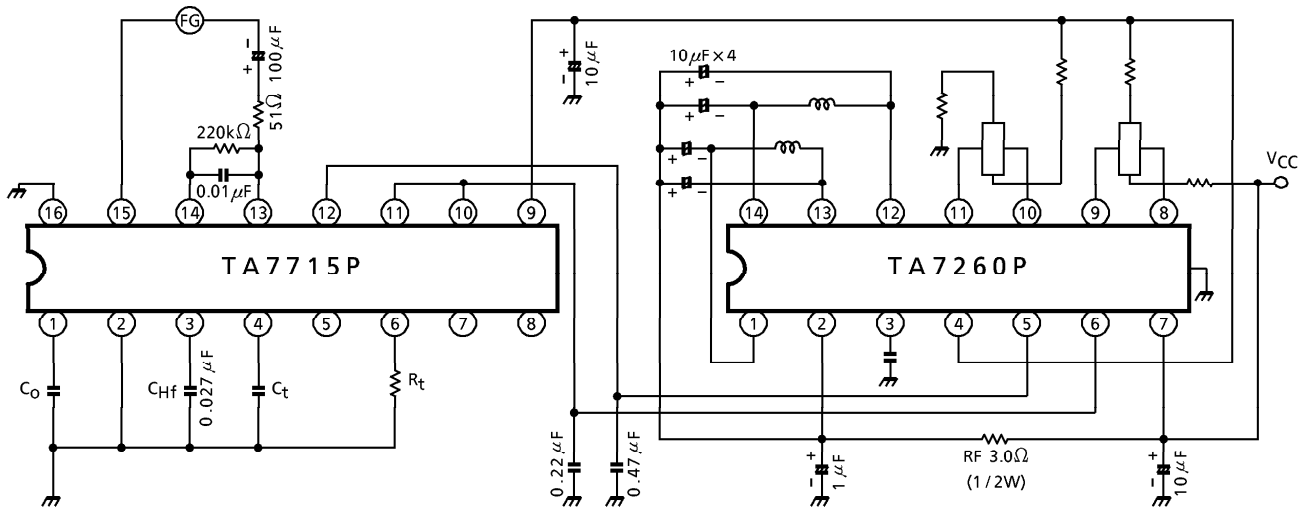 FG
100μF
-
+
51Ω
220kΩ
0.01μF
+
-
10μF
10μF×4
+ -
+ -
+ -
+ -
VCC
16 15 14 13 12 11 10 9
14 13 12 11 10 9 8
TA7715P
TA7260P
1 2 3 4 5 6 7 8
1 2 3 4 5 6 7
Co
CHf
0.027μF
Ct
Rt
0.22μF
0.47μF
+
-
1μF
RF 3.0Ω
(1/2W)
+
-
10μF